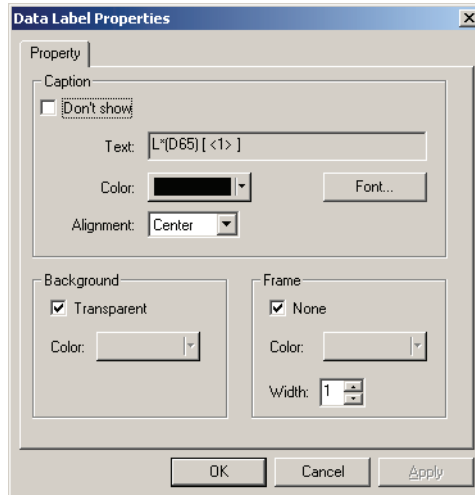 Data Label Properties
Property
Caption
Don't show
Text: L*(D65) [ <1> ]
Color: Font...
Alignment: Center
Background Frame
Transparent None
Color: Color:
Width: 1
OK Cancel Apply